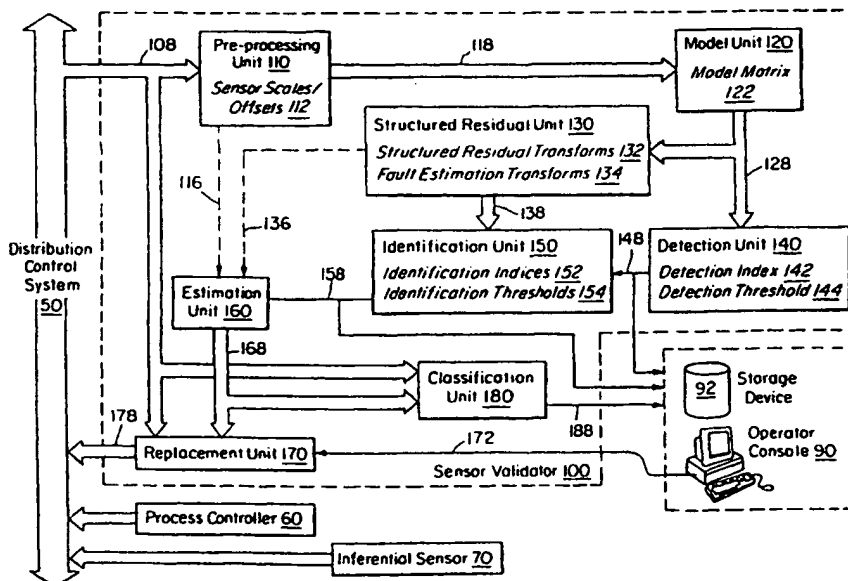 108
Pre-processing
Unit 110
Sensor Scales/
Offsets 112
118
Model Unit 120
Model Matrix
122
Structured Residual Unit 130
Structured Residual Transforms 132
Fault Estimation Transforms 134
128
116
136
138
Distribution
Control
System
50
Identification Unit 150
Identification Indices 152
Identification Thresholds 154
148
Detection Unit 140
Detection Index 142
Detection Threshold 144
Estimation
Unit 160
158
168
Classification
Unit 180
188
92
Storage
Device
178
Replacement Unit 170
172
Operator
Console 90
Sensor Validator 100
Process Controller 60
Inferential Sensor 70